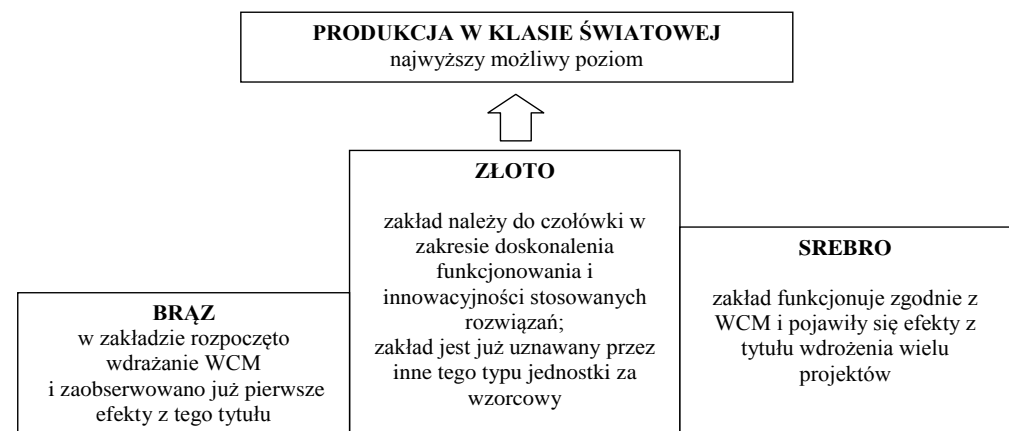 PRODUKCJA W KLASIE ŚWIATOWEJ
najwyższy możliwy poziom
ZŁOTO
zakład należy do czołówki w
zakresie doskonalenia
funkcjonowania i
innowacyjności stosowanych
rozwiązań;
zakład jest już uznawany przez
inne tego typu jednostki za
wzorcowy
SREBRO
zakład funkcjonuje zgodnie z
WCM i pojawiły się efekty z
tytułu wdrożenia wielu
projektów
BRĄZ
w zakładzie rozpoczęto
wdrażanie WCM
i zaobserwowano już pierwsze
efekty z tego tytułu